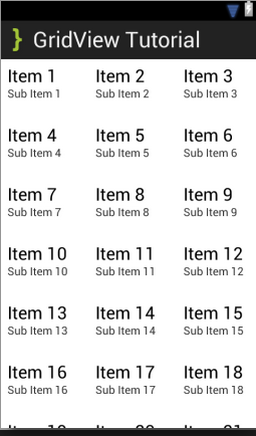 } GridView Tutorial
Item 1 Item 2 Item 3
Sub Item 1 Sub Item 2 Sub Item 3
Item 4 Item 5 Item 6
Sub Item 4 Sub Item 5 Sub Item 6
Item 7 Item 8 Item 9
Sub Item 7 Sub Item 8 Sub Item 9
Item 10 Item 11 Item 12
Sub Item 10 Sub Item 11 Sub Item 12
Item 13 Item 14 Item 15
Sub Item 13 Sub Item 14 Sub Item 15
Item 16 Item 17 Item 18
Sub Item 16 Sub Item 17 Sub Item 18